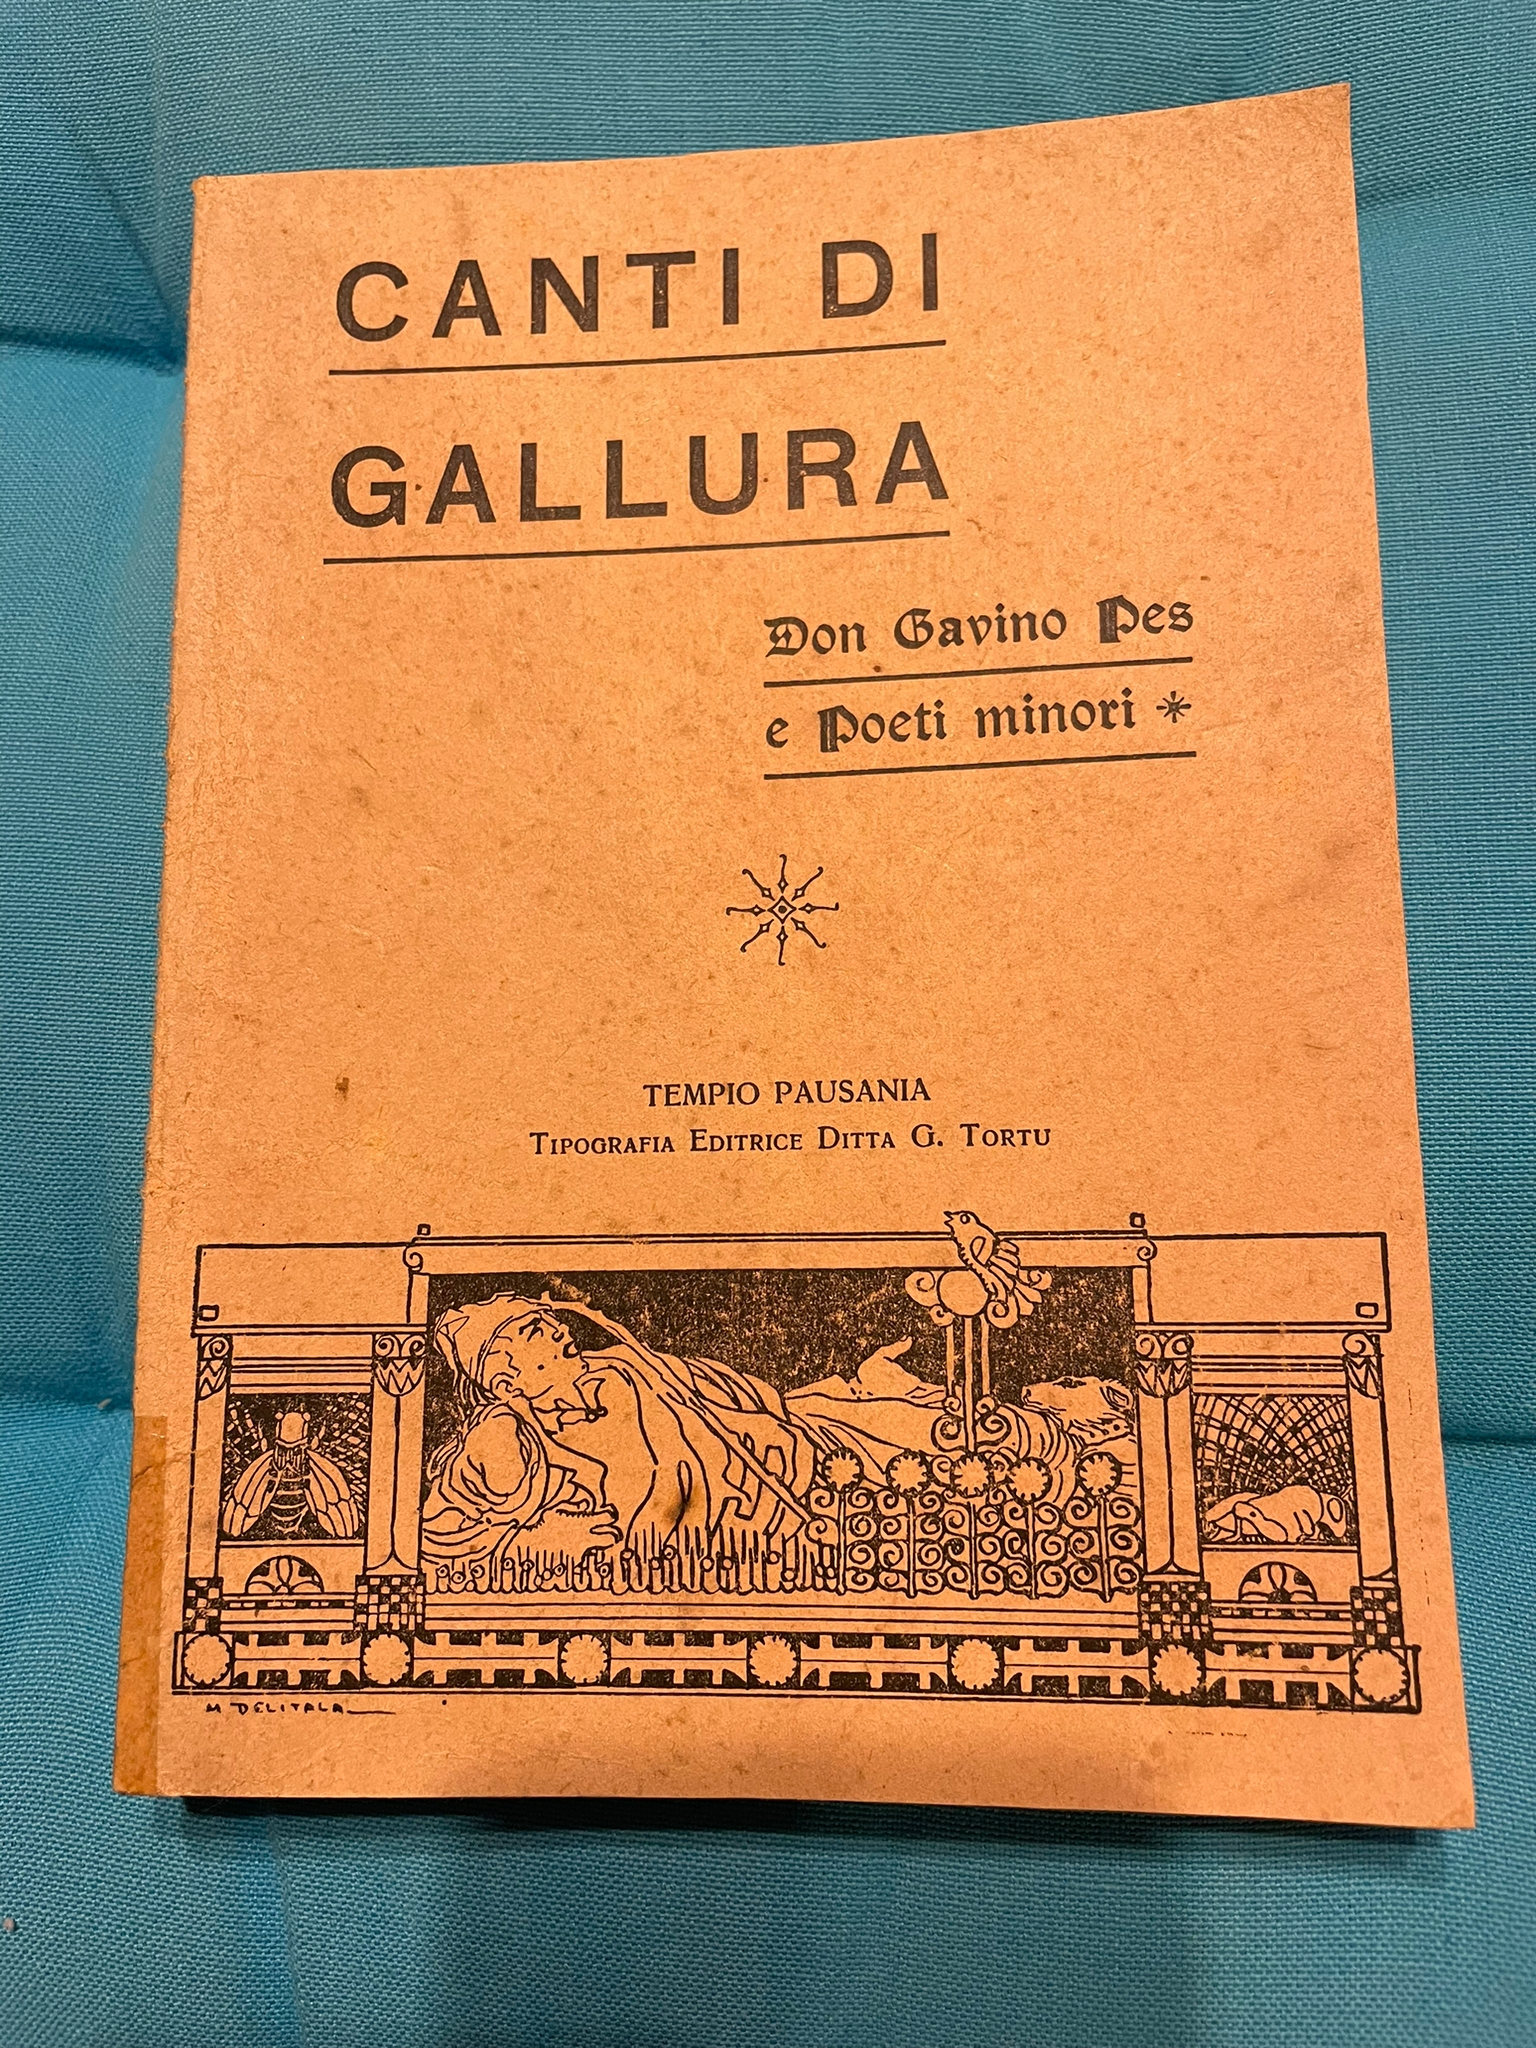 CANTI DI
GALLURA
Don Gavino Pes
e Poeti minori *
TEMPIO PAUSANIA
TIPOGRAFIA EDITRICE DITTA G. TORTU
M DELITALA